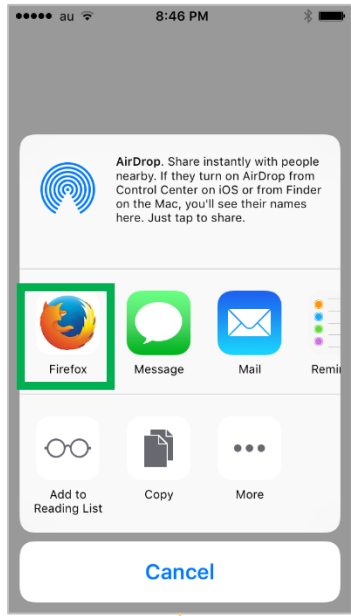 au 8:46 PM
AirDrop. Share instantly with people
nearby. If they turn on AirDrop from
Control Center on iOS or from Finder
on the Mac, you'll see their names
here. Just tap to share.
Firefox Message Mail Remi
Add to Copy More
Reading List
Cancel